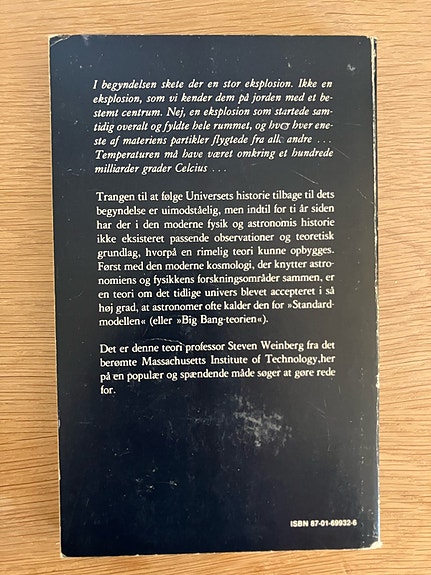 I begyndelsen skete der en stor eksplosion. Ikke en
eksplosion, som vi kender dem på jorden med et be-
stemt centrum. Nej, en eksplosion som startede sam-
tidig overalt og fyldte hele rummet, og hver ene-
ste af materiens partikler flygtede fra alle andre . . .
Temperaturen må have været omkring et hundrede
milliarder grader Celcius . . .
Trangen til at følge Universets historie tilbage til dets
begyndelse er uimodståelig, men indtil for ti år siden
har der i den moderne fysik og astronomis historie
ikke eksisteret passende observationer og teoretisk
grundlag, hvorpå en rimelig teori kunne opbygges.
Først med den moderne kosmologi, der knytter astro-
nomiens og fysikkens forskningsområder sammen, er
en teori om det tidlige univers blevet accepteret i så
høj grad, at astronomer ofte kalder den for »Standard-
modellen« (eller »Big Bang-teorien«).
Det er denne teori professor Steven Weinberg fra det
berømte Massachusetts Institute of Technology,her
på en populær og spændende måde søger at gøre rede
for.
ISBN 87-01-69932-6